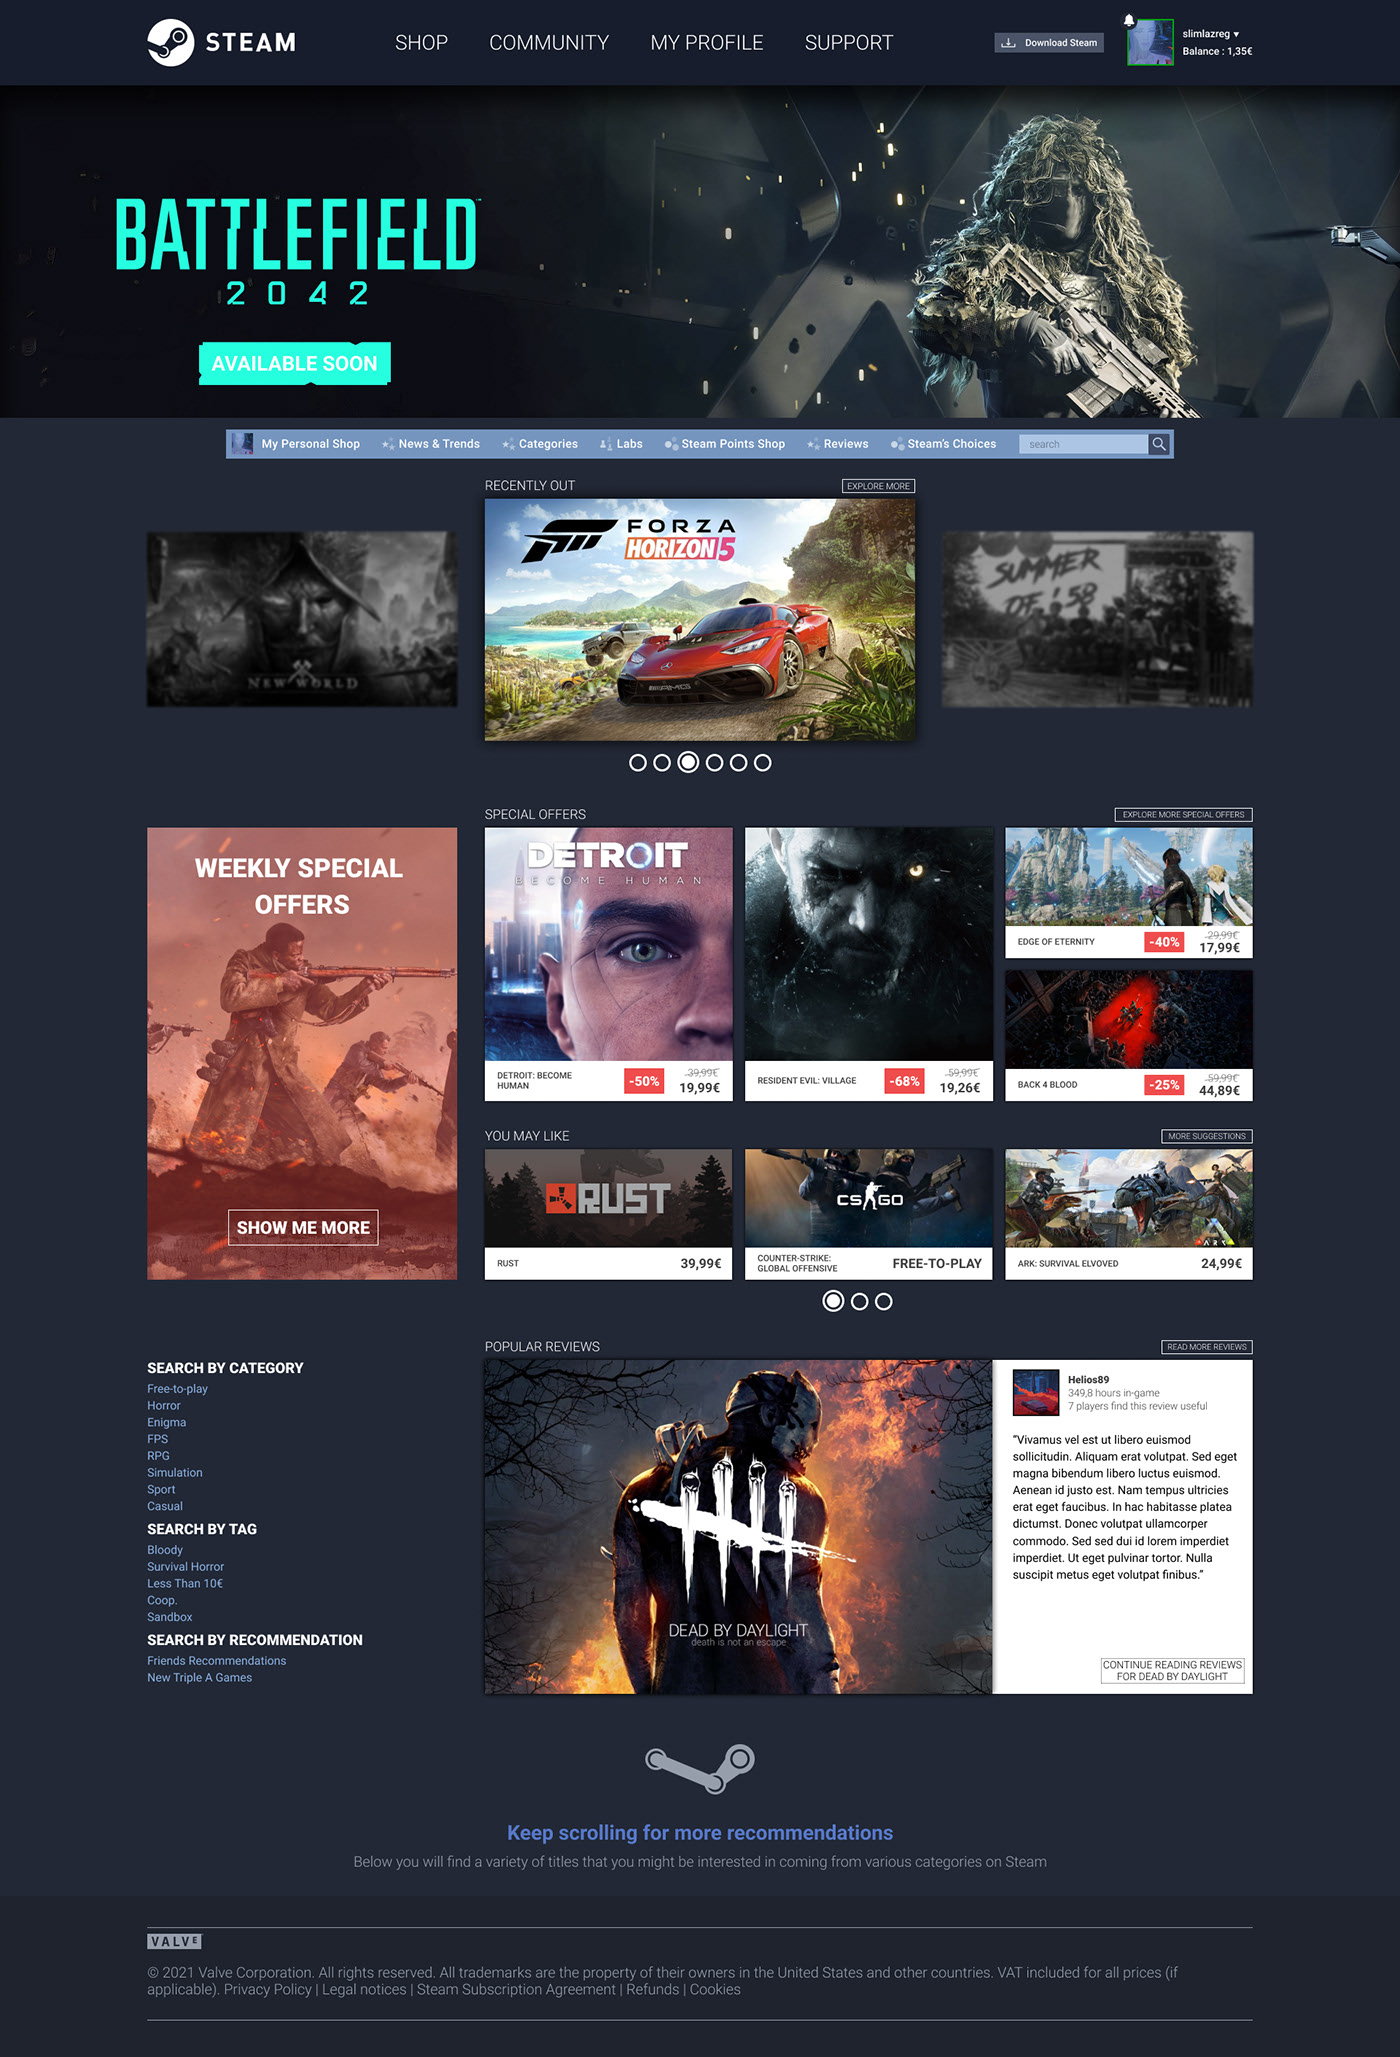 STEAM
SHOP
COMMUNITY
MY PROFILE
SUPPORT
Download Steam
slimlazreg ▼
Balance : 1,35€
BATTLEFIELD
2042
AVAILABLE SOON
My Personal Shop
News & Trends
Categories
Labs
Steam Points Shop
Reviews
Steam's Choices
search
RECENTLY OUT
EXPLORE MORE
NEW WORLD
FORZA
HORIZON 5
SUMMER
OF '58
SPECIAL OFFERS
EXPLORE MORE SPECIAL OFFERS
WEEKLY SPECIAL
OFFERS
SHOW ME MORE
DETROIT
BECOME HUMAN
DETROIT: BECOME
HUMAN
-50%
39,99€
19,99€
RESIDENT EVIL: VILLAGE
-68%
59,99€
19,26€
EDGE OF ETERNITY
-40%
29,99€
17,99€
BACK 4 BLOOD
-25%
59,99€
44,89€
YOU MAY LIKE
MORE SUGGESTIONS
RUST
RUST
39,99€
CS GO
COUNTER-STRIKE:
GLOBAL OFFENSIVE
FREE-TO-PLAY
ARK
ARK: SURVIVAL ELVOVED
24,99€
SEARCH BY CATEGORY
Free-to-play
Horror
Enigma
FPS
RPG
Simulation
Sport
Casual
SEARCH BY TAG
Bloody
Survival Horror
Less Than 10€
Coop.
Sandbox
SEARCH BY RECOMMENDATION
Friends Recommendations
New Triple A Games
POPULAR REVIEWS
READ MORE REVIEWS
DEAD BY DAYLIGHT
death is not an escape
Helios89
349,8 hours in-game
7 players find this review useful
“Vivamus vel est ut libero euismod
sollicitudin. Aliquam erat volutpat. Sed eget
magna bibendum libero luctus euismod.
Aenean id justo est. Nam tempus ultricies
erat eget faucibus. In hac habitasse platea
dictumst. Donec volutpat ullamcorper
commodo. Sed sed dui id lorem imperdiet
imperdiet. Ut eget pulvinar tortor. Nulla
suscipit metus eget volutpat finibus.”
CONTINUE READING REVIEWS
FOR DEAD BY DAYLIGHT
Keep scrolling for more recommendations
Below you will find a variety of titles that you might be interested in coming from various categories on Steam
VALVE
© 2021 Valve Corporation. All rights reserved. All trademarks are the property of their owners in the United States and other countries. VAT included for all prices (if
applicable). Privacy Policy | Legal notices | Steam Subscription Agreement | Refunds | Cookies